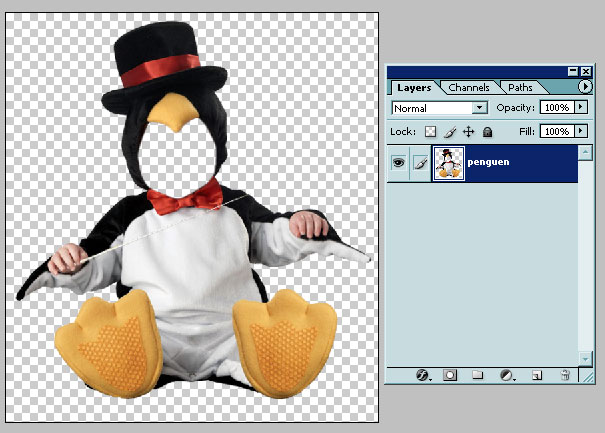 Layers Channels Paths
Normal Opacity: 100%
Lock: Fill: 100%
penguen